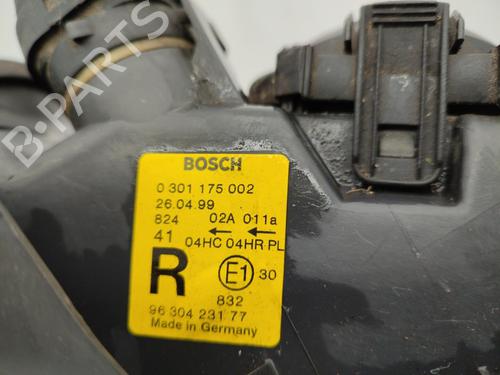 BOSCH
0 301 175 002
26.04.99
824 02A 011a
41 ← ←
04HC 04HR PL
R E1 30
832
96 304 231 77
Made in Germany
B-PARTS